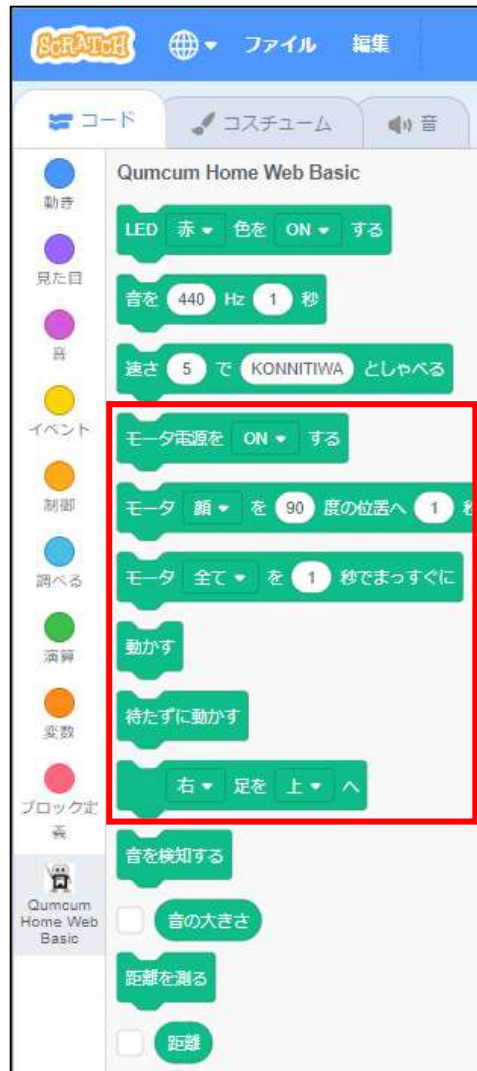 SCRATCH ファイル 編集
コード コスチューム 音
動き
見た目
音
イベント
制御
調べる
演算
変数
ブロック定
義
Qumcum
Home Web
Basic
Qumcum Home Web Basic
LED 赤 色を ON する
音を 440 Hz 1 秒
速さ 5 で KONNITIWA としゃべる
モータ電源を ON する
モータ 顔 を 90 度の位置へ 1
モータ 全て を 1 秒でまっすぐに
動かす
待たずに動かす
右 足を 上 へ
音を検知する
音の大きさ
距離を測る
距離